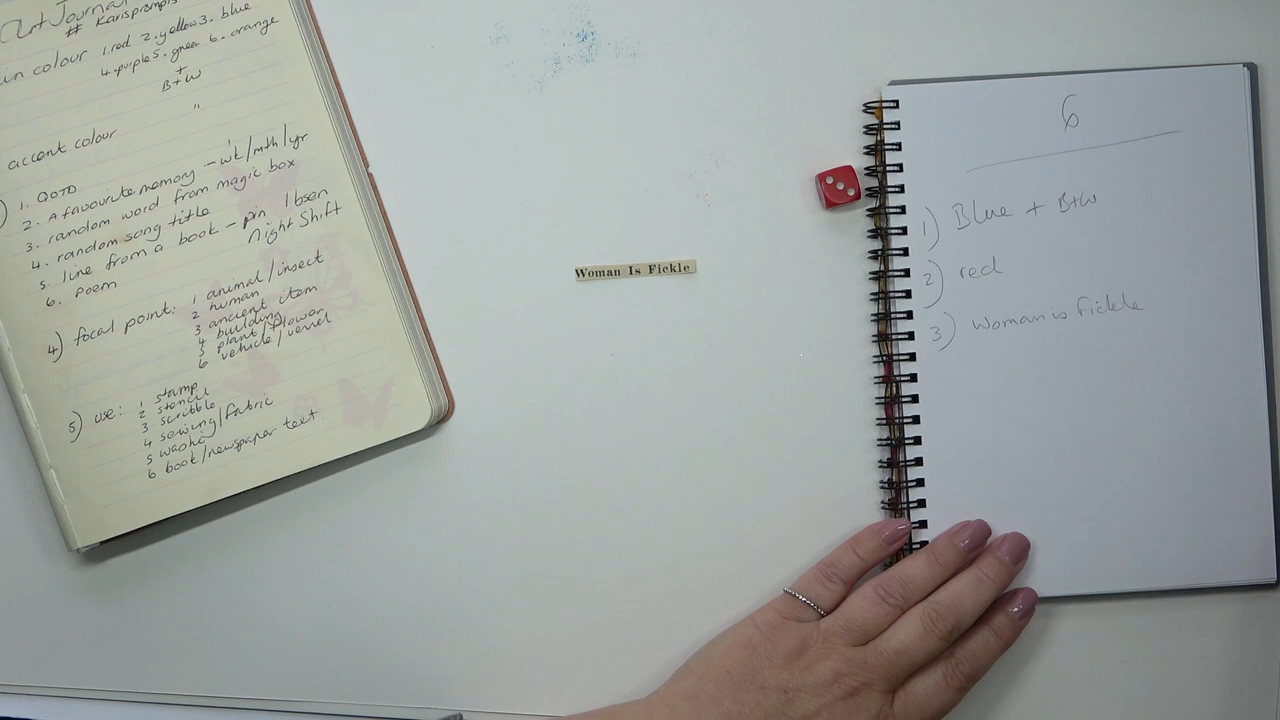 Art Journal
# Karisprompts
in colour 1.red 2.yellow 3. blue
4.purple 5. green 6. orange
+
B+W
"
accent colour
1. QOTD
2. A favourite memory - wk/mth/yr
3. random word from magic box
4. random song title
5. line from a book - pin Ibsen
Night Shift
6. Poem
4) focal point: 1 animal/insect
2 human
3 ancient item
4 building
5 plant/flower
6 vehicle/vessel
5) use: 1 stamp
2 stencil
3 scribble
4 sewing/fabric
5 washi
6 book/newspaper text
Woman Is Fickle
6
1) Blue + B+W
2) red
3) Woman is fickle